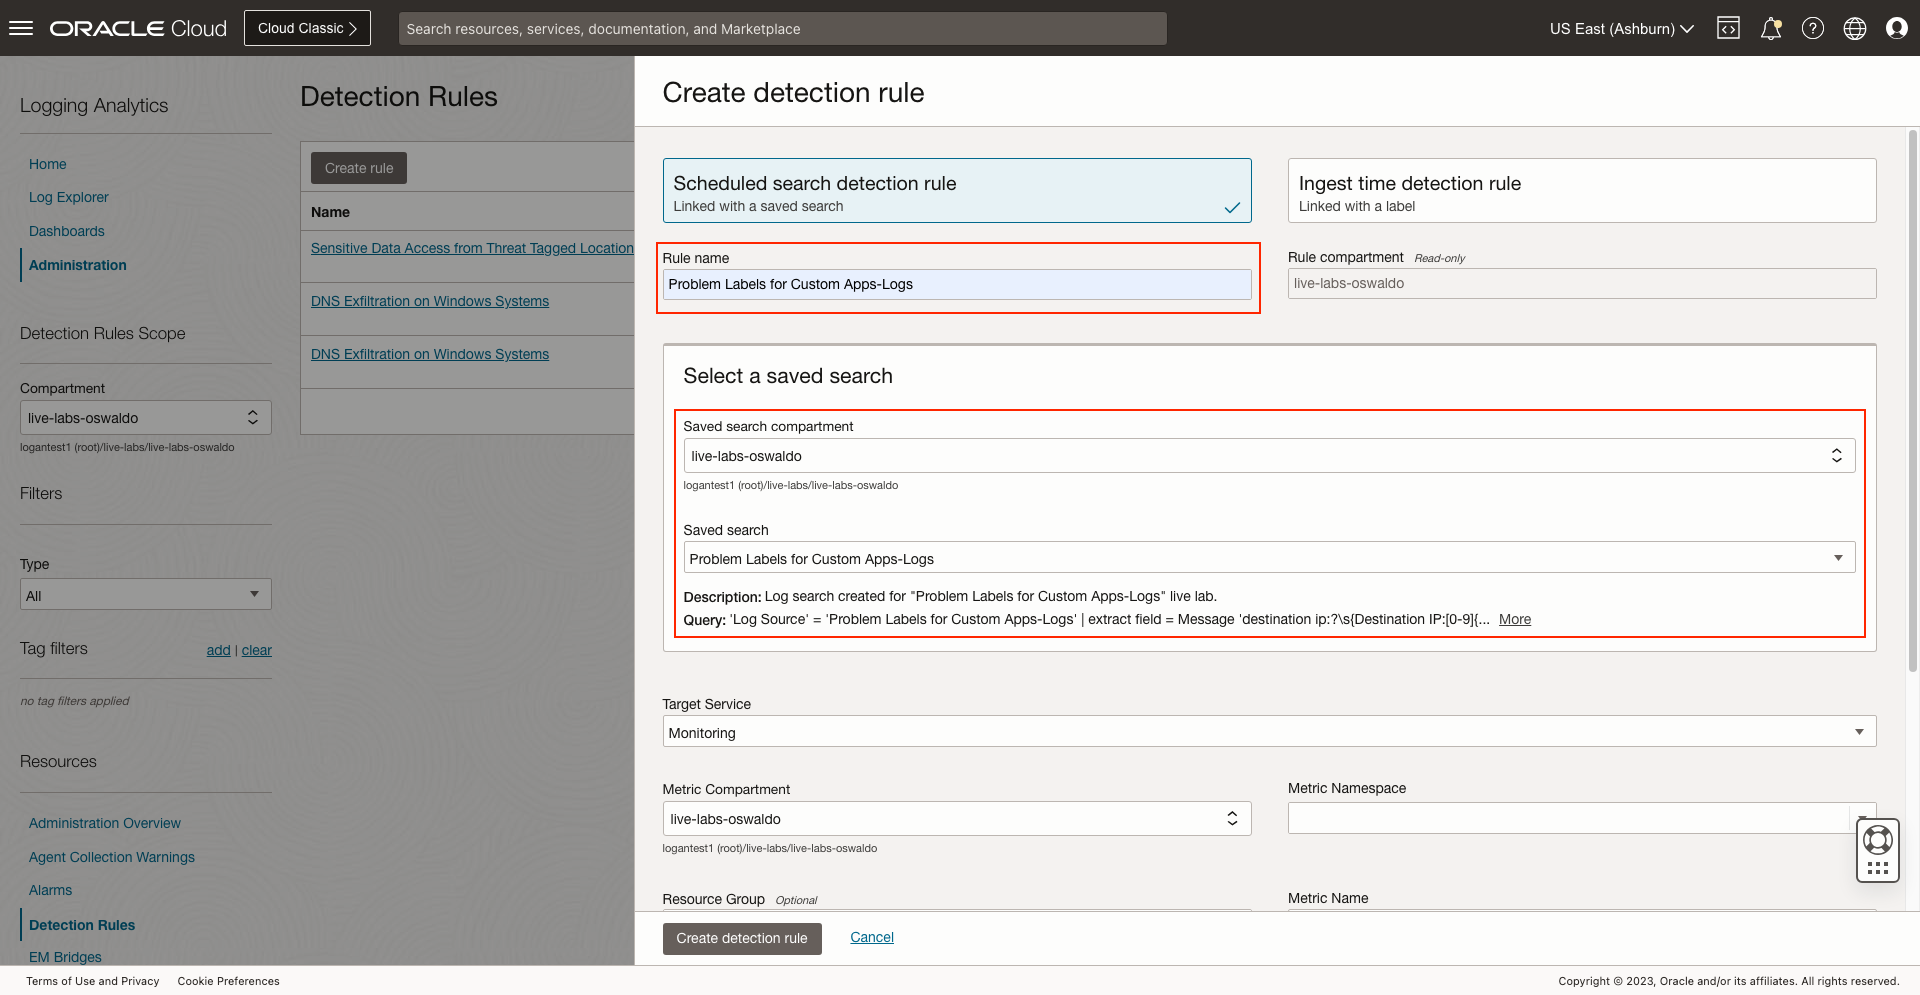 ORACLE Cloud
Cloud Classic
Search resources, services, documentation, and Marketplace
US East (Ashburn)
Logging Analytics
Home
Log Explorer
Dashboards
Administration
Detection Rules Scope
Compartment
live-labs-oswaldo
logantest1 (root)/live-labs/live-labs-oswaldo
Filters
Type
All
Tag filters
add | clear
no tag filters applied
Resources
Administration Overview
Agent Collection Warnings
Alarms
Detection Rules
EM Bridges
Detection Rules
Create rule
Name
Sensitive Data Access from Threat Tagged Location
DNS Exfiltration on Windows Systems
DNS Exfiltration on Windows Systems
Create detection rule
Scheduled search detection rule
Linked with a saved search
Ingest time detection rule
Linked with a label
Rule name
Problem Labels for Custom Apps-Logs
Rule compartment Read-only
live-labs-oswaldo
Select a saved search
Saved search compartment
live-labs-oswaldo
logantest1 (root)/live-labs/live-labs-oswaldo
Saved search
Problem Labels for Custom Apps-Logs
Description: Log search created for "Problem Labels for Custom Apps-Logs" live lab.
Query: 'Log Source' = 'Problem Labels for Custom Apps-Logs' | extract field = Message 'destination ip:?\s{Destination IP:[0-9]{... More
Target Service
Monitoring
Metric Compartment
live-labs-oswaldo
logantest1 (root)/live-labs/live-labs-oswaldo
Metric Namespace
Resource Group Optional
Metric Name
Create detection rule
Cancel
Terms of Use and Privacy
Cookie Preferences
Copyright © 2023, Oracle and/or its affiliates. All rights reserved.